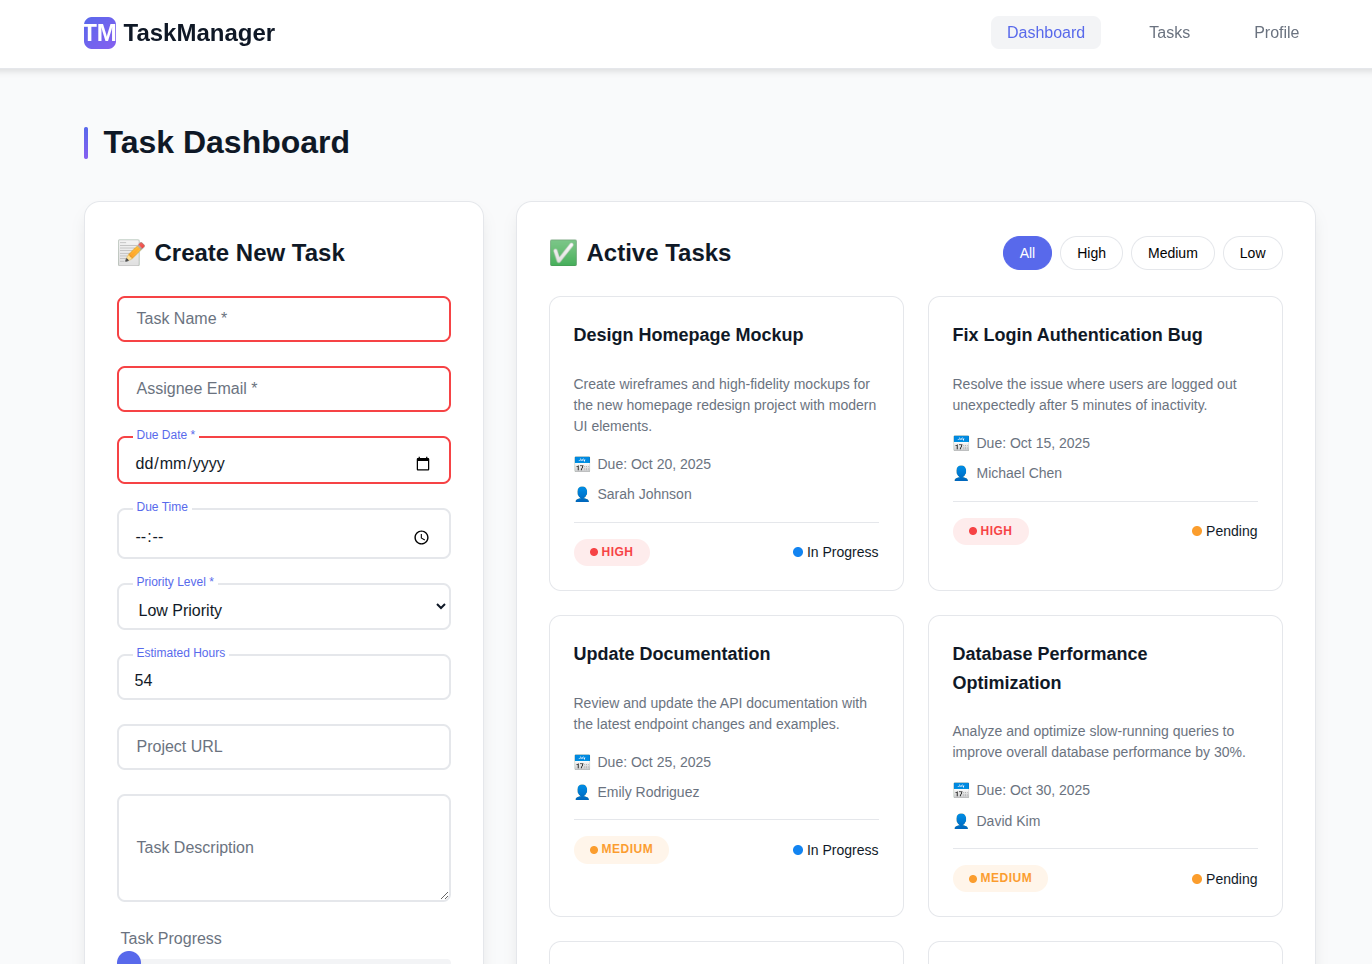 TM TaskManager
Dashboard Tasks Profile
Task Dashboard
Create New Task
Task Name *
Assignee Email *
Due Date *
dd/mm/yyyy
Due Time
--:--
Priority Level *
Low Priority
Estimated Hours
54
Project URL
Task Description
Task Progress
Active Tasks
All High Medium Low
Design Homepage Mockup
Create wireframes and high-fidelity mockups for
the new homepage redesign project with modern
UI elements.
Due: Oct 20, 2025
Sarah Johnson
HIGH In Progress
Fix Login Authentication Bug
Resolve the issue where users are logged out
unexpectedly after 5 minutes of inactivity.
Due: Oct 15, 2025
Michael Chen
HIGH Pending
Update Documentation
Review and update the API documentation with
the latest endpoint changes and examples.
Due: Oct 25, 2025
Emily Rodriguez
MEDIUM In Progress
Database Performance
Optimization
Analyze and optimize slow-running queries to
improve overall database performance by 30%.
Due: Oct 30, 2025
David Kim
MEDIUM Pending